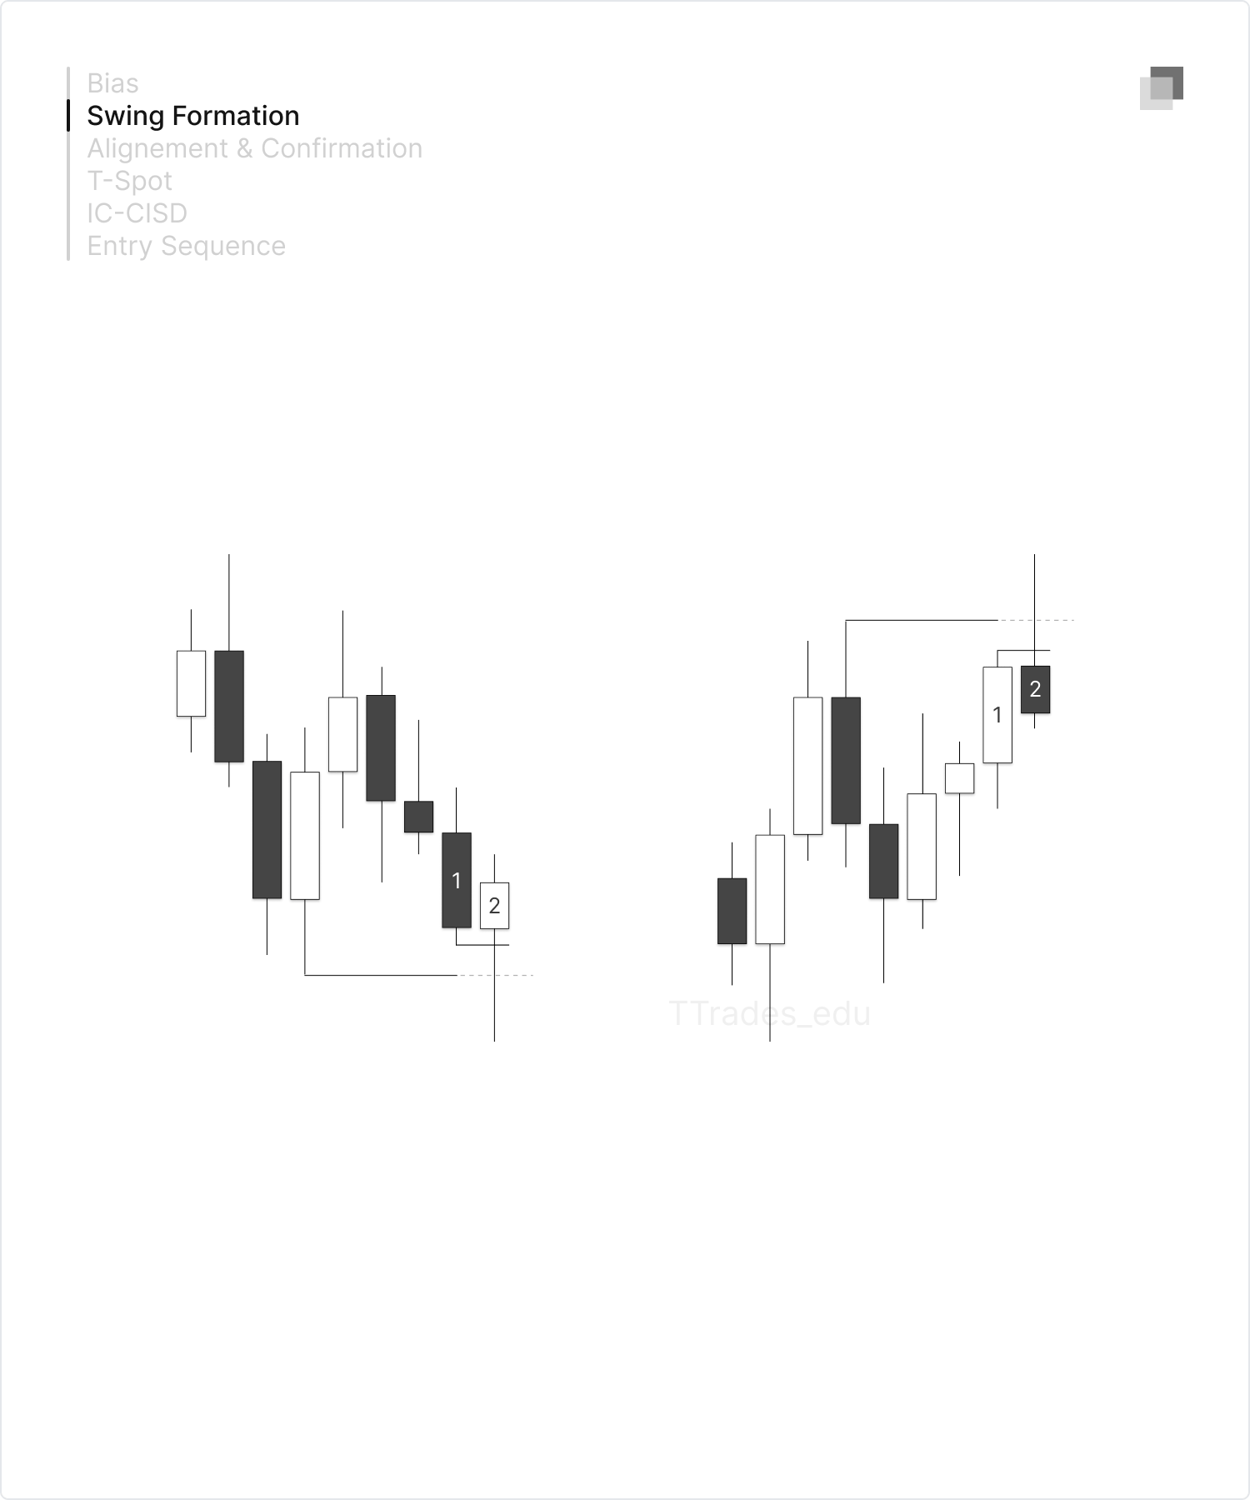 Bias
Swing Formation
Alignement & Confirmation
T-Spot
IC-CISD
Entry Sequence
1
2
1
2
TTrades_edu